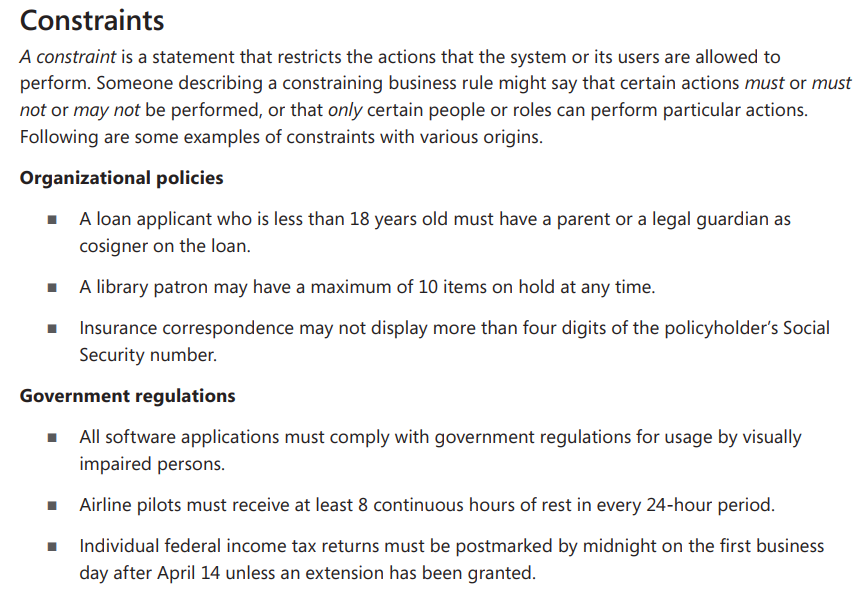 Constraints
A constraint is a statement that restricts the actions that the system or its users are allowed to
perform. Someone describing a constraining business rule might say that certain actions must or must
not or may not be performed, or that only certain people or roles can perform particular actions.
Following are some examples of constraints with various origins.
Organizational policies
■ A loan applicant who is less than 18 years old must have a parent or a legal guardian as
cosigner on the loan.
■ A library patron may have a maximum of 10 items on hold at any time.
■ Insurance correspondence may not display more than four digits of the policyholder’s Social
Security number.
Government regulations
■ All software applications must comply with government regulations for usage by visually
impaired persons.
■ Airline pilots must receive at least 8 continuous hours of rest in every 24-hour period.
■ Individual federal income tax returns must be postmarked by midnight on the first business
day after April 14 unless an extension has been granted.